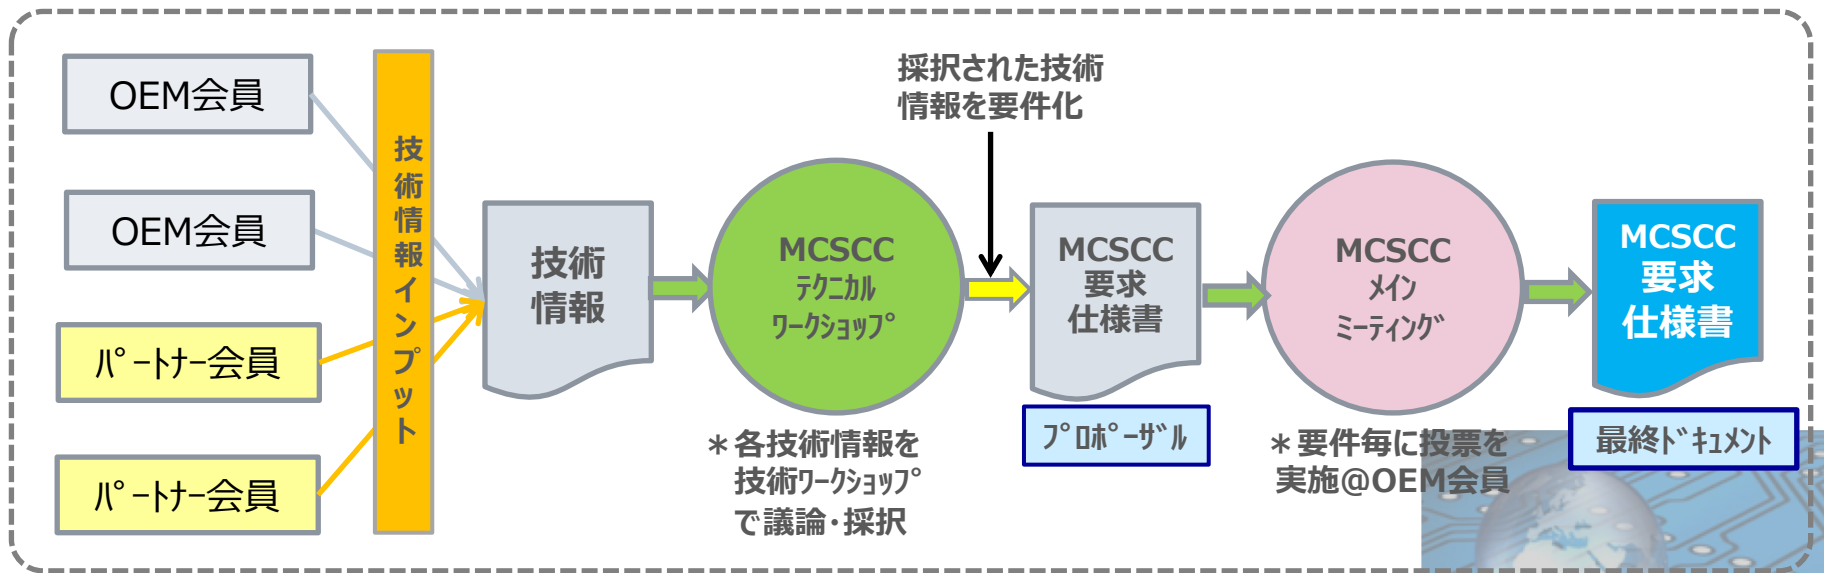 OEM会員
OEM会員
ﾊﾟｰﾄﾅｰ会員
ﾊﾟｰﾄﾅｰ会員
技術情報インプット
技術
情報
MCSCC
ﾃｸﾆｶﾙ
ﾜｰｸｼｮｯﾌﾟ
＊各技術情報を
技術ﾜｰｸｼｮｯﾌﾟ
で議論･採択
採択された技術
情報を要件化
MCSCC
要求
仕様書
ﾌﾟﾛﾎﾟｰｻﾞﾙ
MCSCC
ﾒｲﾝ
ﾐｰﾃｨﾝｸﾞ
＊要件毎に投票を
実施@OEM会員
MCSCC
要求
仕様書
最終ﾄﾞｷｭﾒﾝﾄ